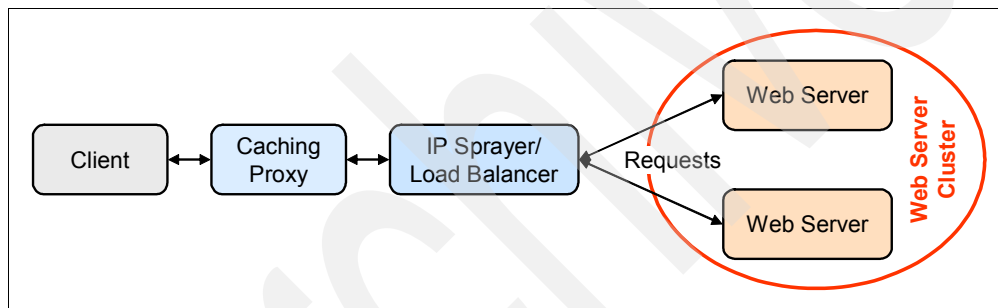 Client
Caching
Proxy
IP Sprayer/
Load Balancer
Requests
Web Server
Web Server
Web Server
Cluster